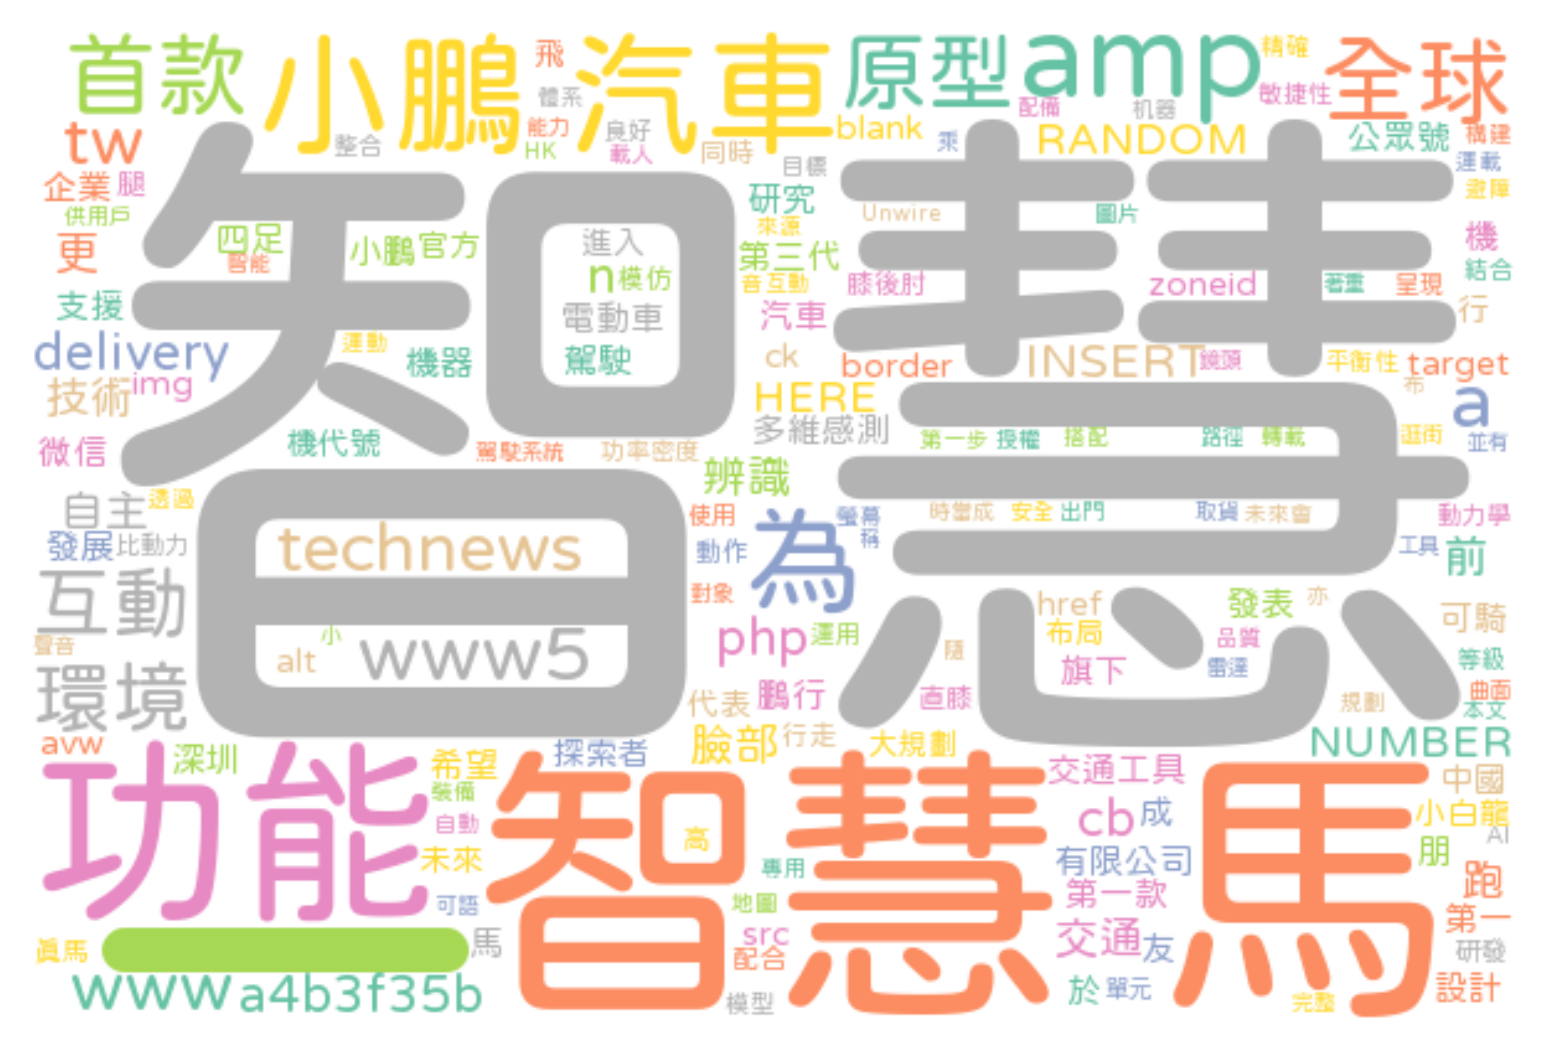 首款
小鵬汽車
飛
體系
能力
HK
良好
載人
同時
整合
原型
amp
精確
敏捷性
全球
配備
机器
tw
企業
腿
供用戶
更
支援
delivery
技術
img
微信
智慧
四足
智能
小鵬
官方
運動
機器
機代號
進入
n
模仿
電動車
駕駛
駕駛系統
功率密度
目標
研究
來源
第三代
音互動
汽車
ck
HERE
多維感測
辨識
blank
乘
RANDOM
公眾號
構建
運載
避障
Unwire
圖片
膝後肘
zoneid
著重
呈現
機
結合
行
border
INSERT
鏡頭
平衡性
target
布
a
逛街
並有
第一步
授權
搭配
路徑
轉載
自主
透過
發展
比動力
互動
聲音
環境
avw
technews
小
alt
www5
使用
動作
對象
為
螢幕
稱
php
運用
代表
鵬行
臉部
行走
時當成
安全
出門
取貨
未來會
動力學
工具
前
href
布局
發表
亦
可騎
品質
雷達
旗下
隨
直膝
等級
曲面
本文
規劃
大規劃
NUMBER
功能
深圳
希望
裝備
自動
未來
可語
探索者
智慧馬
高
專用
地圖
src
配合
模型
交通工具
cb
成
有限公司
第一款
交通
友
於
單元
中國
小白龍
AI
朋
跑
第一
研發
設計
完整
真馬
馬
www
a4b3f35b